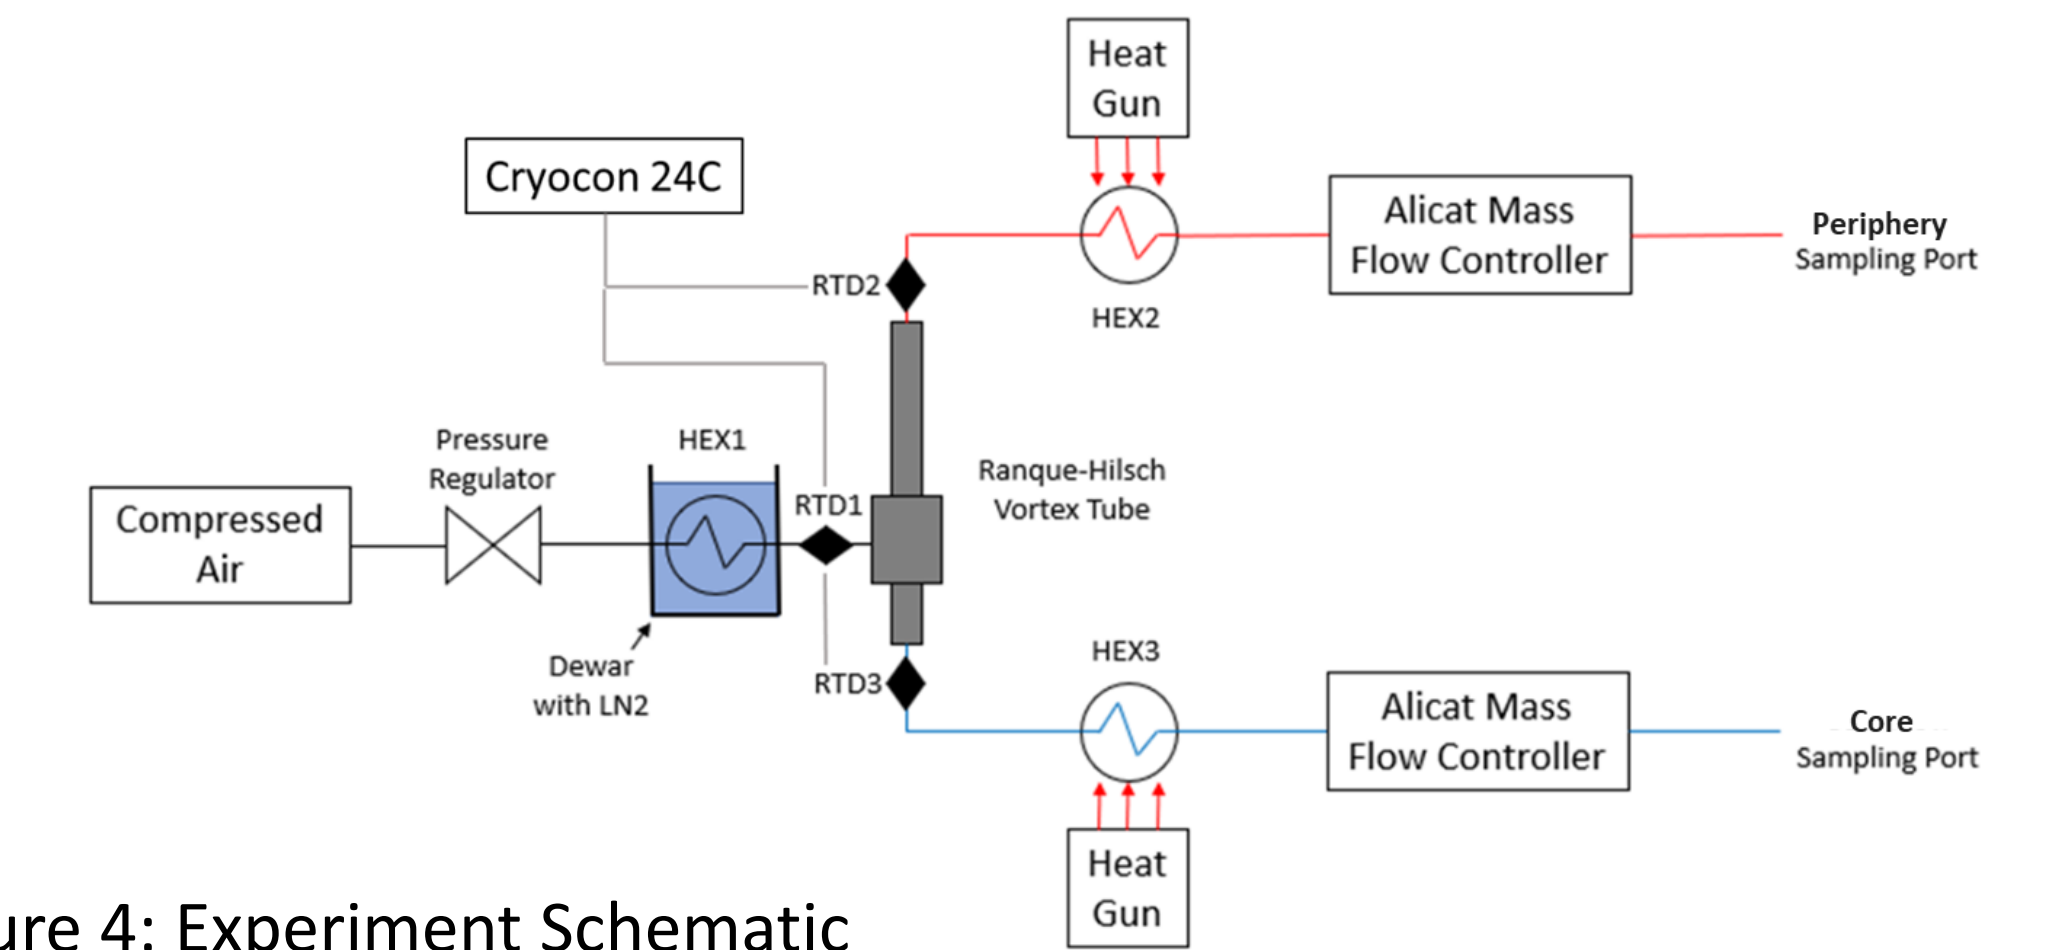 Heat
Gun
Cryocon 24C
Alicat Mass
Flow Controller
Periphery
Sampling Port
RTD2
HEX2
Pressure
Regulator
HEX1
Ranque-Hilsch
Vortex Tube
RTD1
Compressed
Air
Dewar
with LN2
RTD3
HEX3
Alicat Mass
Flow Controller
Core
Sampling Port
Heat
Gun
ure 4: Experiment Schematic